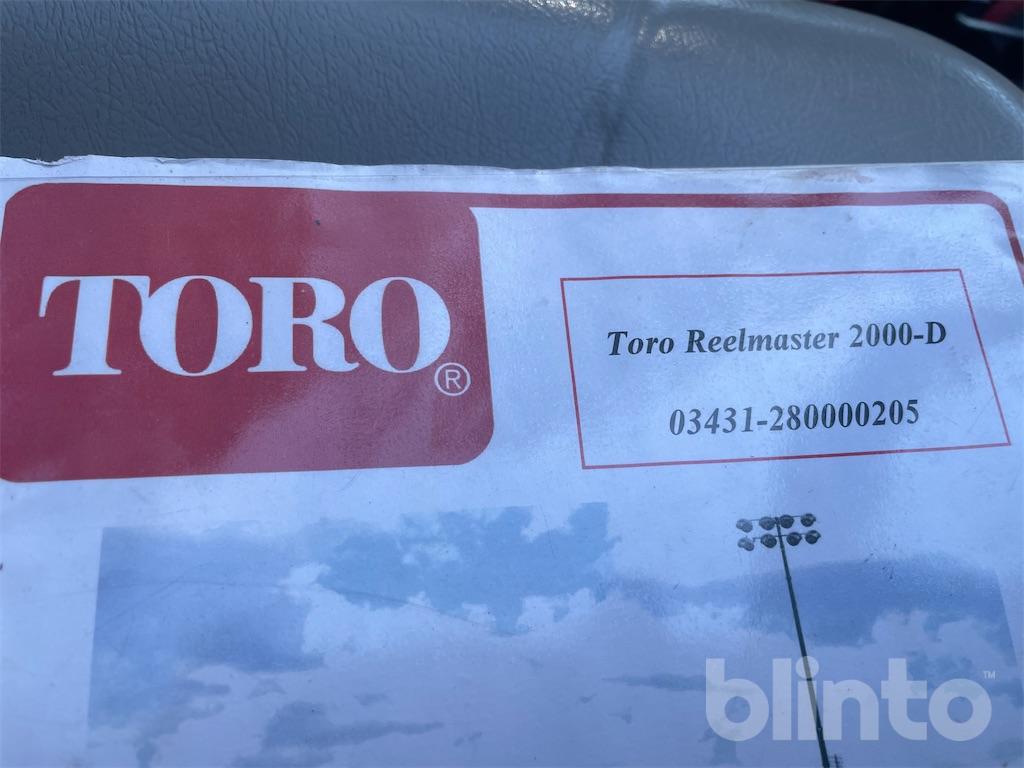 TORO®
Toro Reelmaster 2000-D
03431-280000205
blinto™